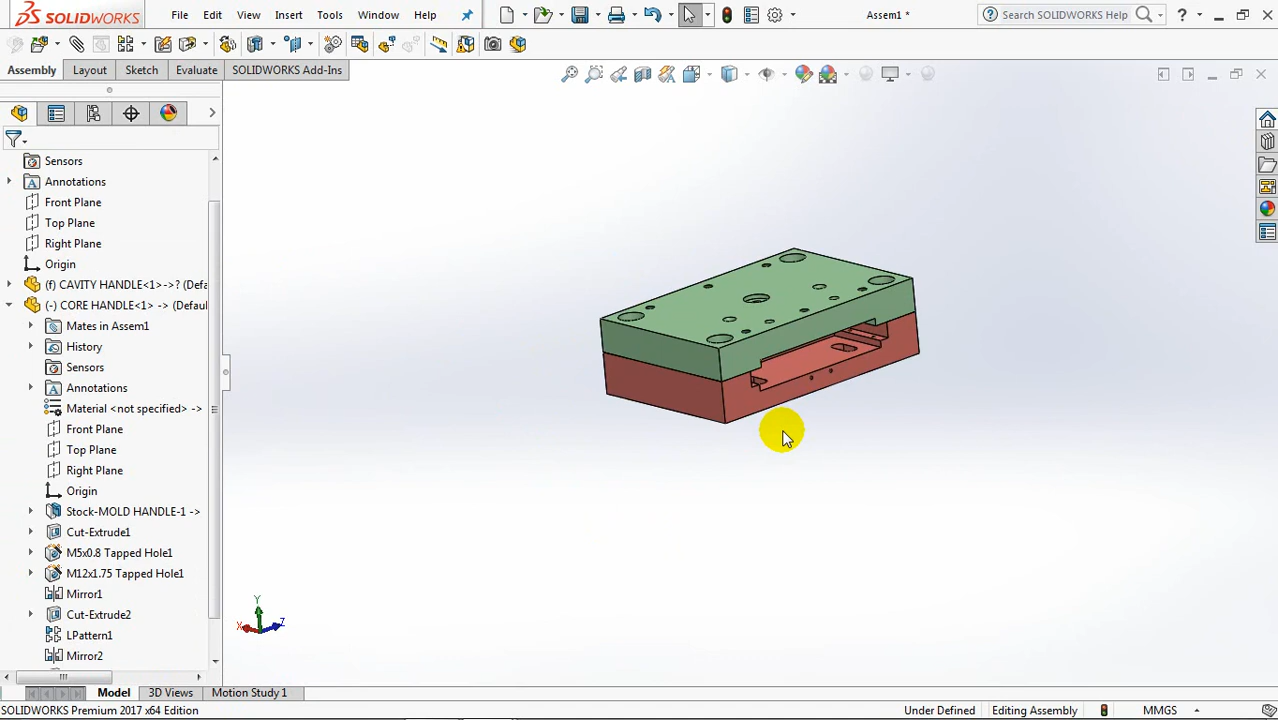 SOLIDWORKS File Edit View Insert Tools Window Help Assem1 * Search SOLIDWORKS Help
Assembly Layout Sketch Evaluate SOLIDWORKS Add-Ins
Sensors
Annotations
Front Plane
Top Plane
Right Plane
Origin
(f) CAVITY HANDLE<1>->? (Defa
(-) CORE HANDLE<1> -> (Defaul
Mates in Assem1
History
Sensors
Annotations
Material <not specified> ->
Front Plane
Top Plane
Right Plane
Origin
Stock-MOLD HANDLE-1 ->
Cut-Extrude1
M5x0.8 Tapped Hole1
M12x1.75 Tapped Hole1
Mirror1
Cut-Extrude2
LPattern1
Mirror2
Y
X
Z
Model 3D Views Motion Study 1
SOLIDWORKS Premium 2017 x64 Edition Under Defined Editing Assembly MMGS